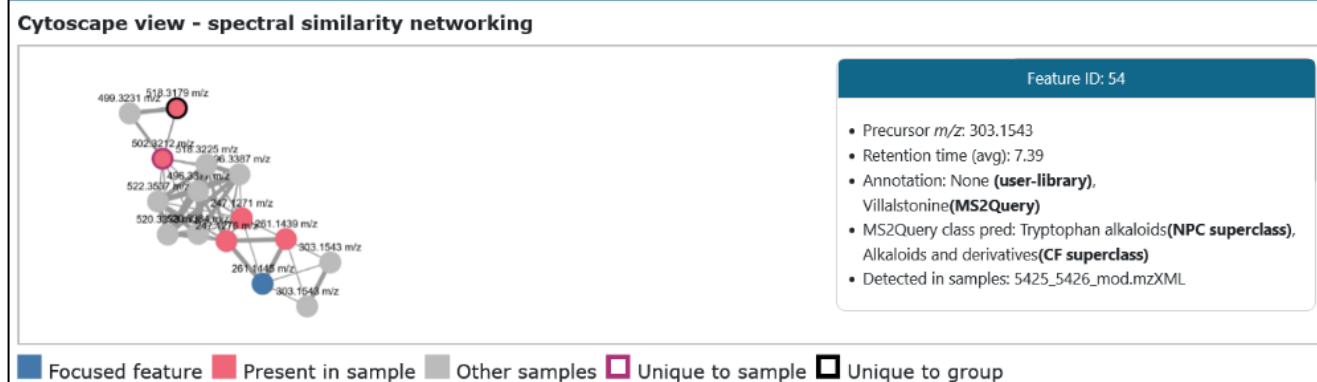 Cytoscape view - spectral similarity networking
518.3179 m/z
499.3231 m/z
502.3212 m/z
518.3225 m/z
96.3387 m/z
522.3537 m/z
247.1271 m/z
261.1439 m/z
303.1543 m/z
261.1445 m/z
303.1543 m/z
Feature ID: 54
• Precursor m/z: 303.1543
• Retention time (avg): 7.39
• Annotation: None (user-library),
Villalstonine(MS2Query)
• MS2Query class pred: Tryptophan alkaloids(NPC superclass),
Alkaloids and derivatives(CF superclass)
• Detected in samples: 5425_5426_mod.mzXML
Focused feature Present in sample Other samples Unique to sample Unique to group